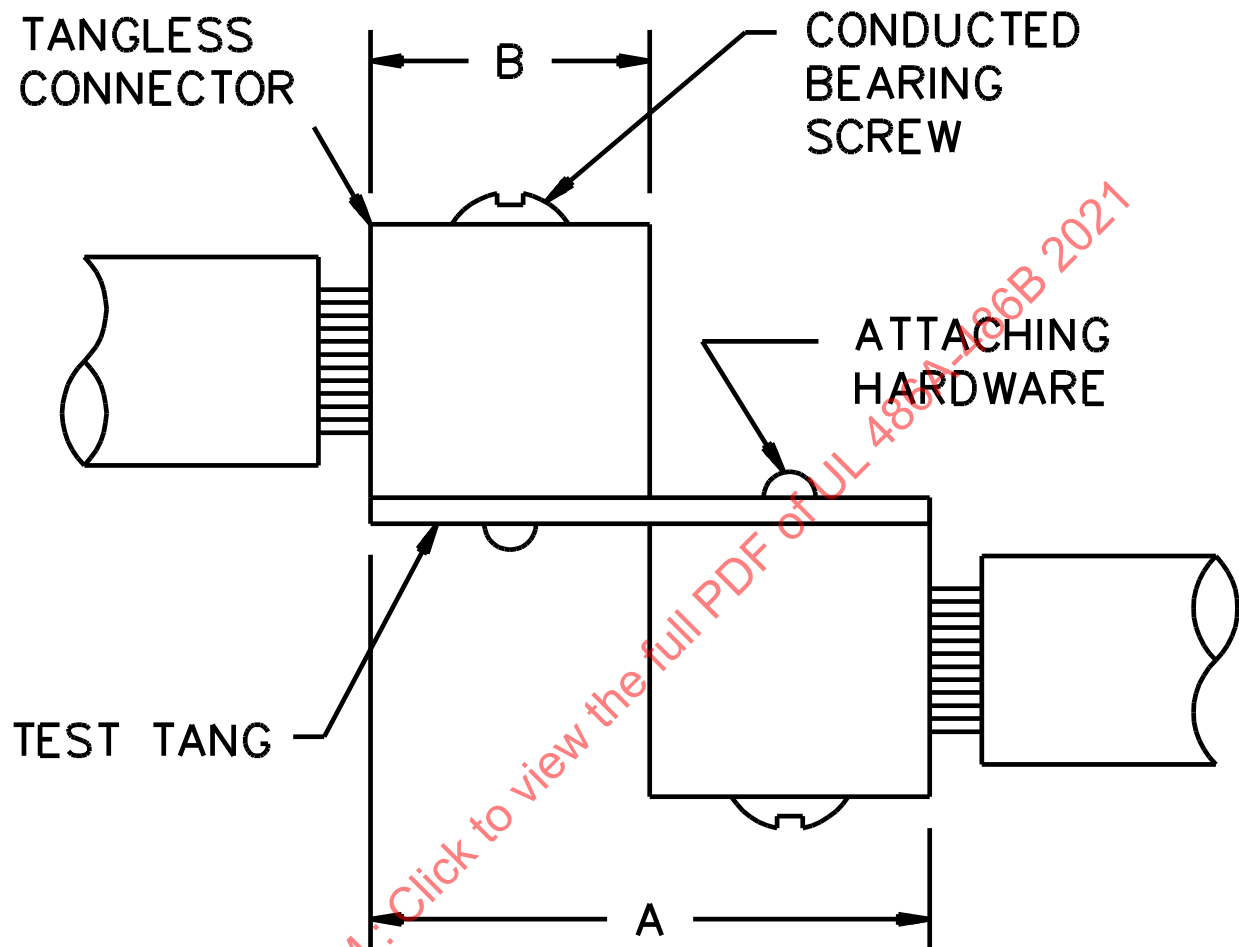 TANGLESS
CONNECTOR
B
CONDUCTED
BEARING
SCREW
ATTACHING
HARDWARE
TEST TANG
A
: Click to view the full PDF of UL 486A-486B 2021